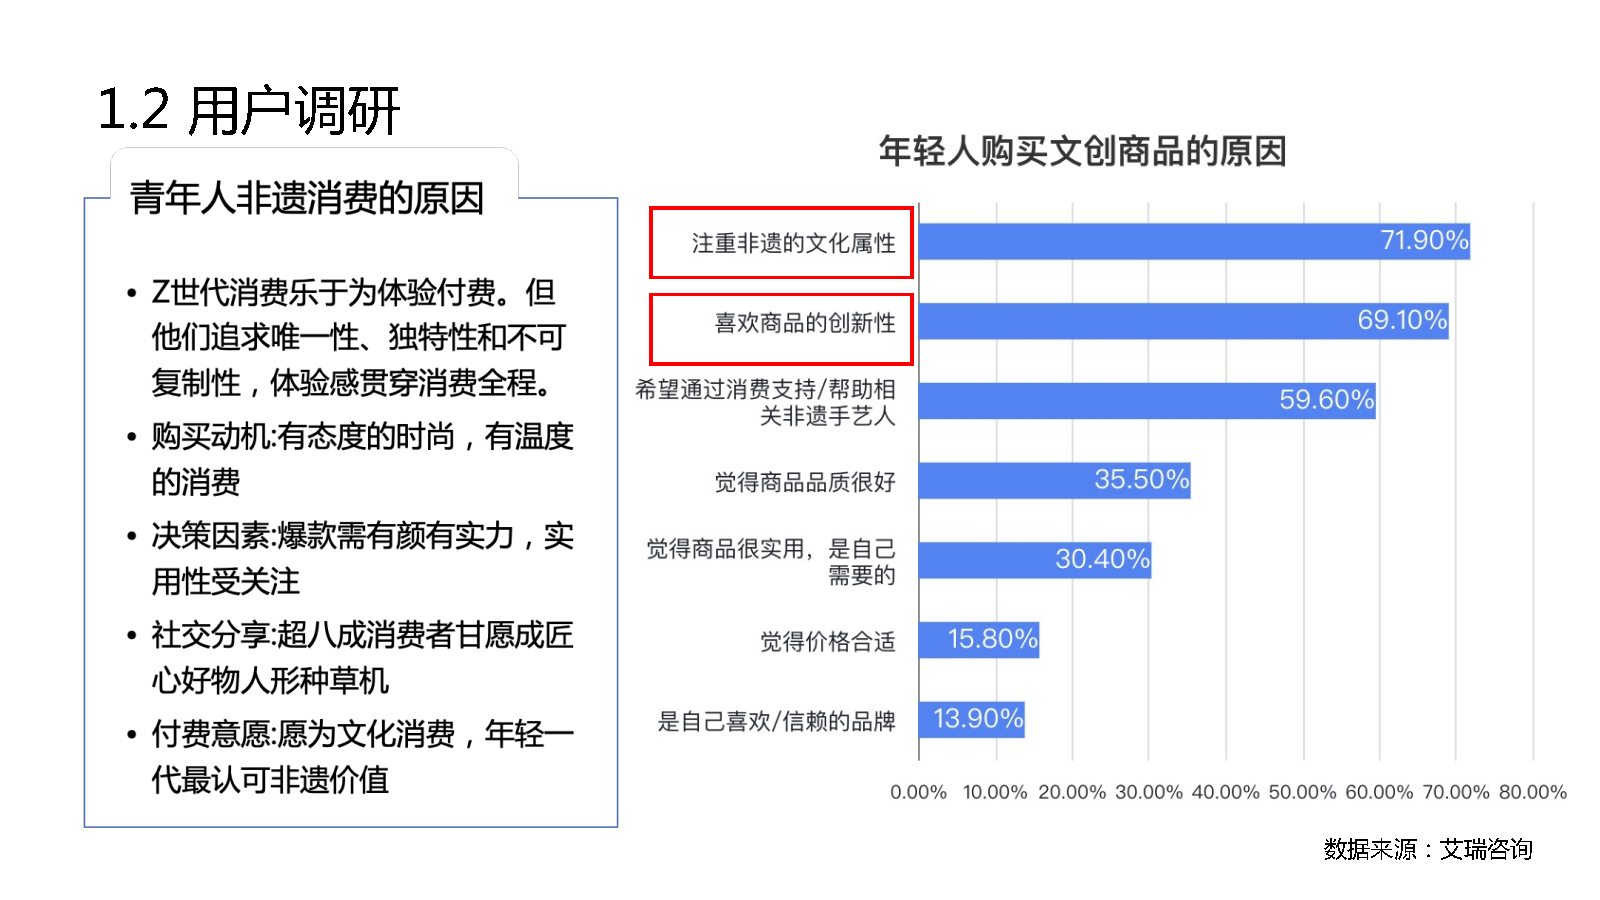 1.2 用户调研
青年人非遗消费的原因
• Z世代消费乐于为体验付费。但
他们追求唯一性、独特性和不可
复制性，体验感贯穿消费全程。
• 购买动机:有态度的时尚，有温度
的消费
• 决策因素:爆款需有颜有实力，实
用性受关注
• 社交分享:超八成消费者甘愿成匠
心好物人形种草机
• 付费意愿:愿为文化消费，年轻一
代最认可非遗价值
年轻人购买文创商品的原因
注重非遗的文化属性 71.90%
喜欢商品的创新性 69.10%
希望通过消费支持/帮助相
关非遗手艺人 59.60%
觉得商品品质很好 35.50%
觉得商品很实用，是自己
需要的 30.40%
觉得价格合适 15.80%
是自己喜欢/信赖的品牌 13.90%
0.00% 10.00% 20.00% 30.00% 40.00% 50.00% 60.00% 70.00% 80.00%
数据来源：艾瑞咨询